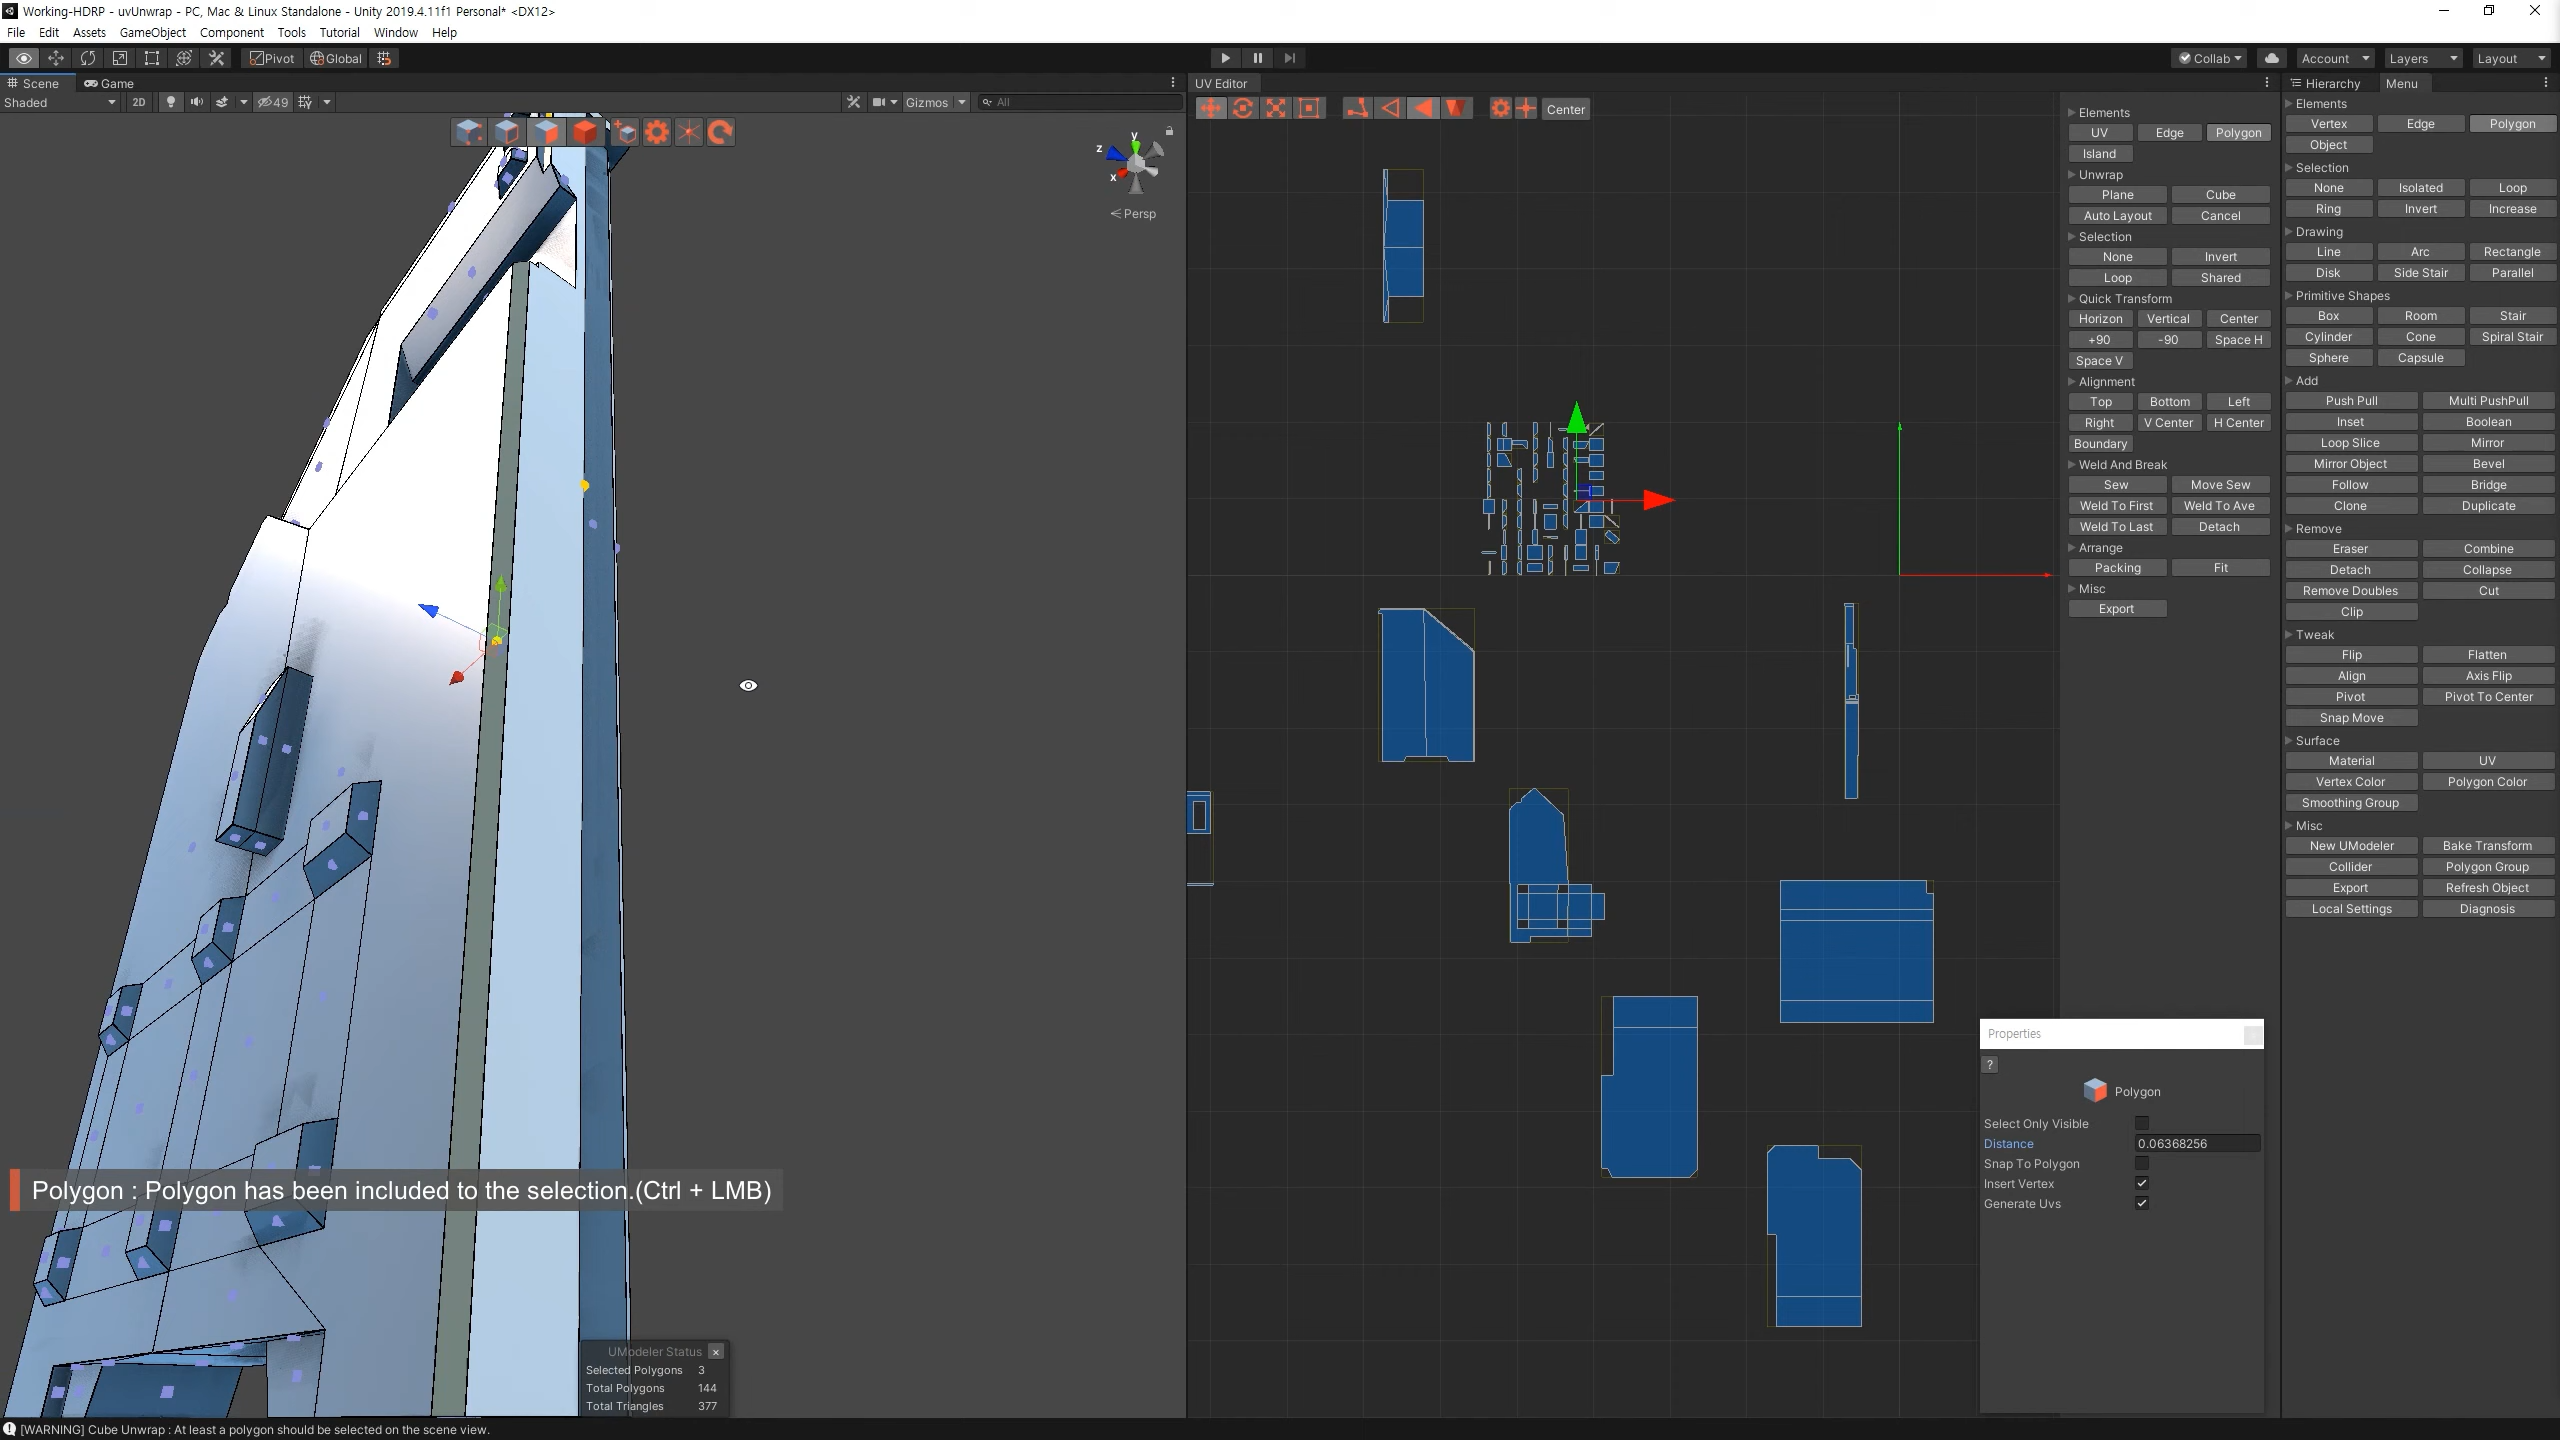 Working-HDRP - uvUnwrap - PC, Mac & Linux Standalone - Unity 2019.4.11f1 Personal* <DX12>
File Edit Assets GameObject Component Tools Tutorial Window Help
Pivot Global Collab Account Layers Layout
Scene Game
Shaded 2D 49 Gizmos All
y
z
x
Persp
Polygon : Polygon has been included to the selection.(Ctrl + LMB)
UModeler Status
Selected Polygons 3
Total Polygons 144
Total Triangles 377
[WARNING] Cube Unwrap : At least a polygon should be selected on the scene view.
UV Editor
Center
Elements
UV Edge Polygon
Island
Unwrap
Plane Cube
Auto Layout Cancel
Selection
None Invert
Loop Shared
Quick Transform
Horizon Vertical Center
+90 -90 Space H
Space V
Alignment
Top Bottom Left
Right V Center H Center
Boundary
Weld And Break
Sew Move Sew
Weld To First Weld To Ave
Weld To Last Detach
Arrange
Packing Fit
Misc
Export
Properties
?
Polygon
Select Only Visible
Distance 0.06368256
Snap To Polygon
Insert Vertex
Generate Uvs
Hierarchy Menu
Elements
Vertex Edge Polygon
Object
Selection
None Isolated Loop
Ring Invert Increase
Drawing
Line Arc Rectangle
Disk Side Stair Parallel
Primitive Shapes
Box Room Stair
Cylinder Cone Spiral Stair
Sphere Capsule
Add
Push Pull Multi PushPull
Inset Boolean
Loop Slice Mirror
Mirror Object Bevel
Follow Bridge
Clone Duplicate
Remove
Eraser Combine
Detach Collapse
Remove Doubles Cut
Clip
Tweak
Flip Flatten
Align Axis Flip
Pivot Pivot To Center
Snap Move
Surface
Material UV
Vertex Color Polygon Color
Smoothing Group
Misc
New UModeler Bake Transform
Collider Polygon Group
Export Refresh Object
Local Settings Diagnosis